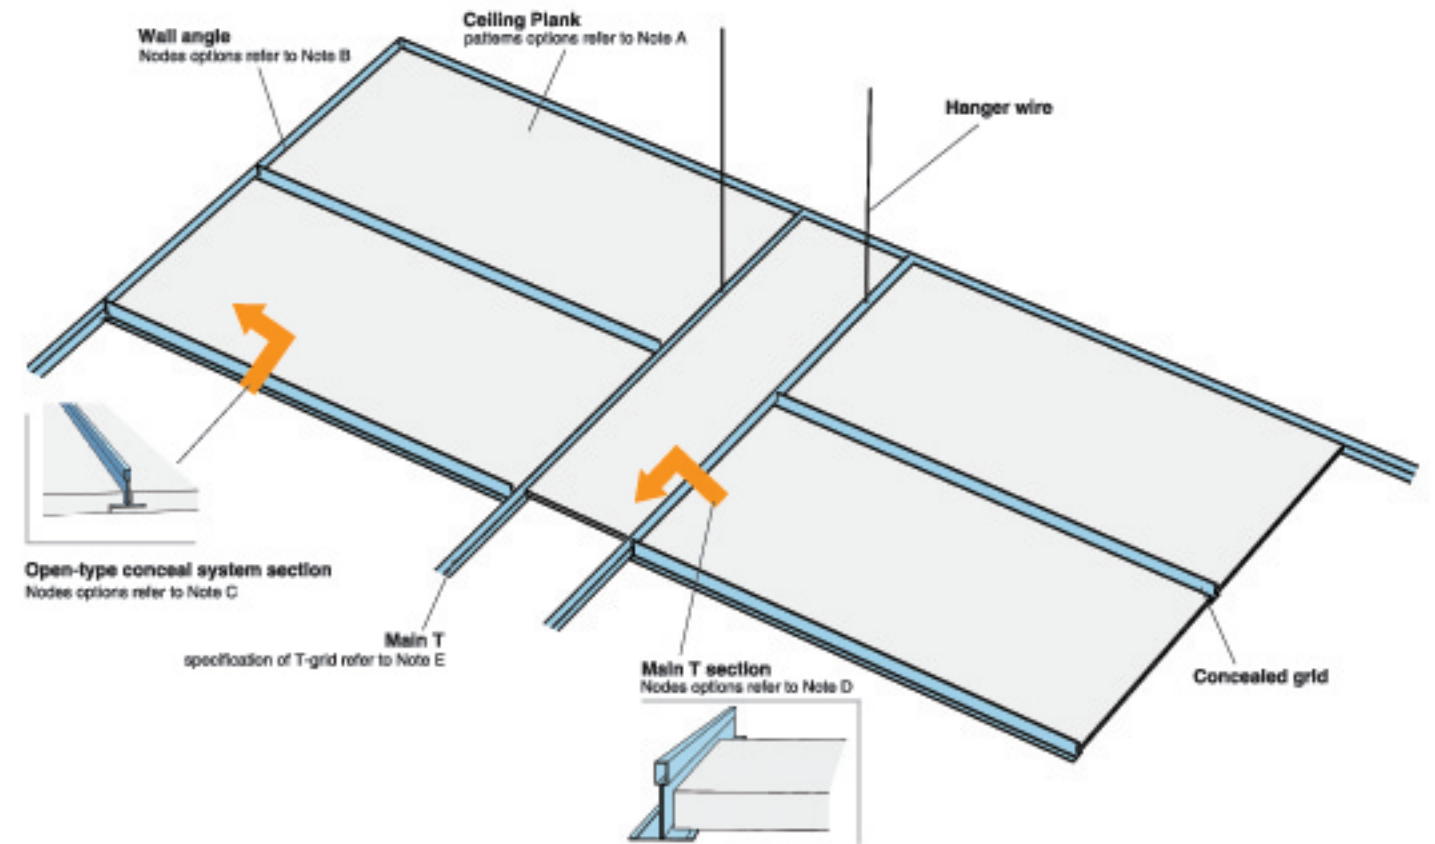 Ceiling Plank
patterns options refer to Note A
Wall angle
Nodes options refer to Note B
Hanger wire
Open-type conceal system section
Nodes options refer to Note C
Main T
specification of T-grid refer to Note E
Main T section
Nodes options refer to Note D
Concealed grid